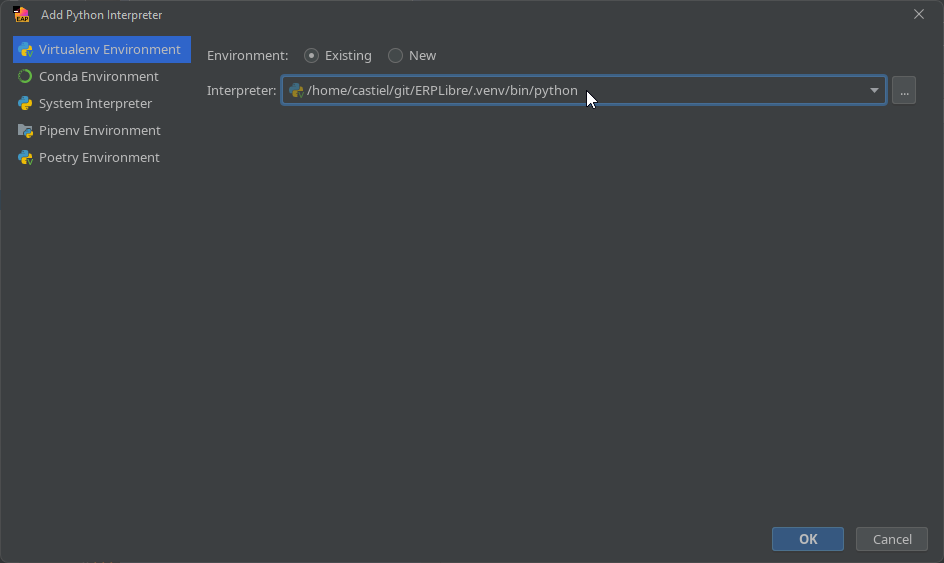 EAP Add Python Interpreter
Virtualenv Environment
Conda Environment
System Interpreter
Pipenv Environment
Poetry Environment
Environment: Existing New
Interpreter: /home/castiel/git/ERPLibre/.venv/bin/python ...
OK Cancel